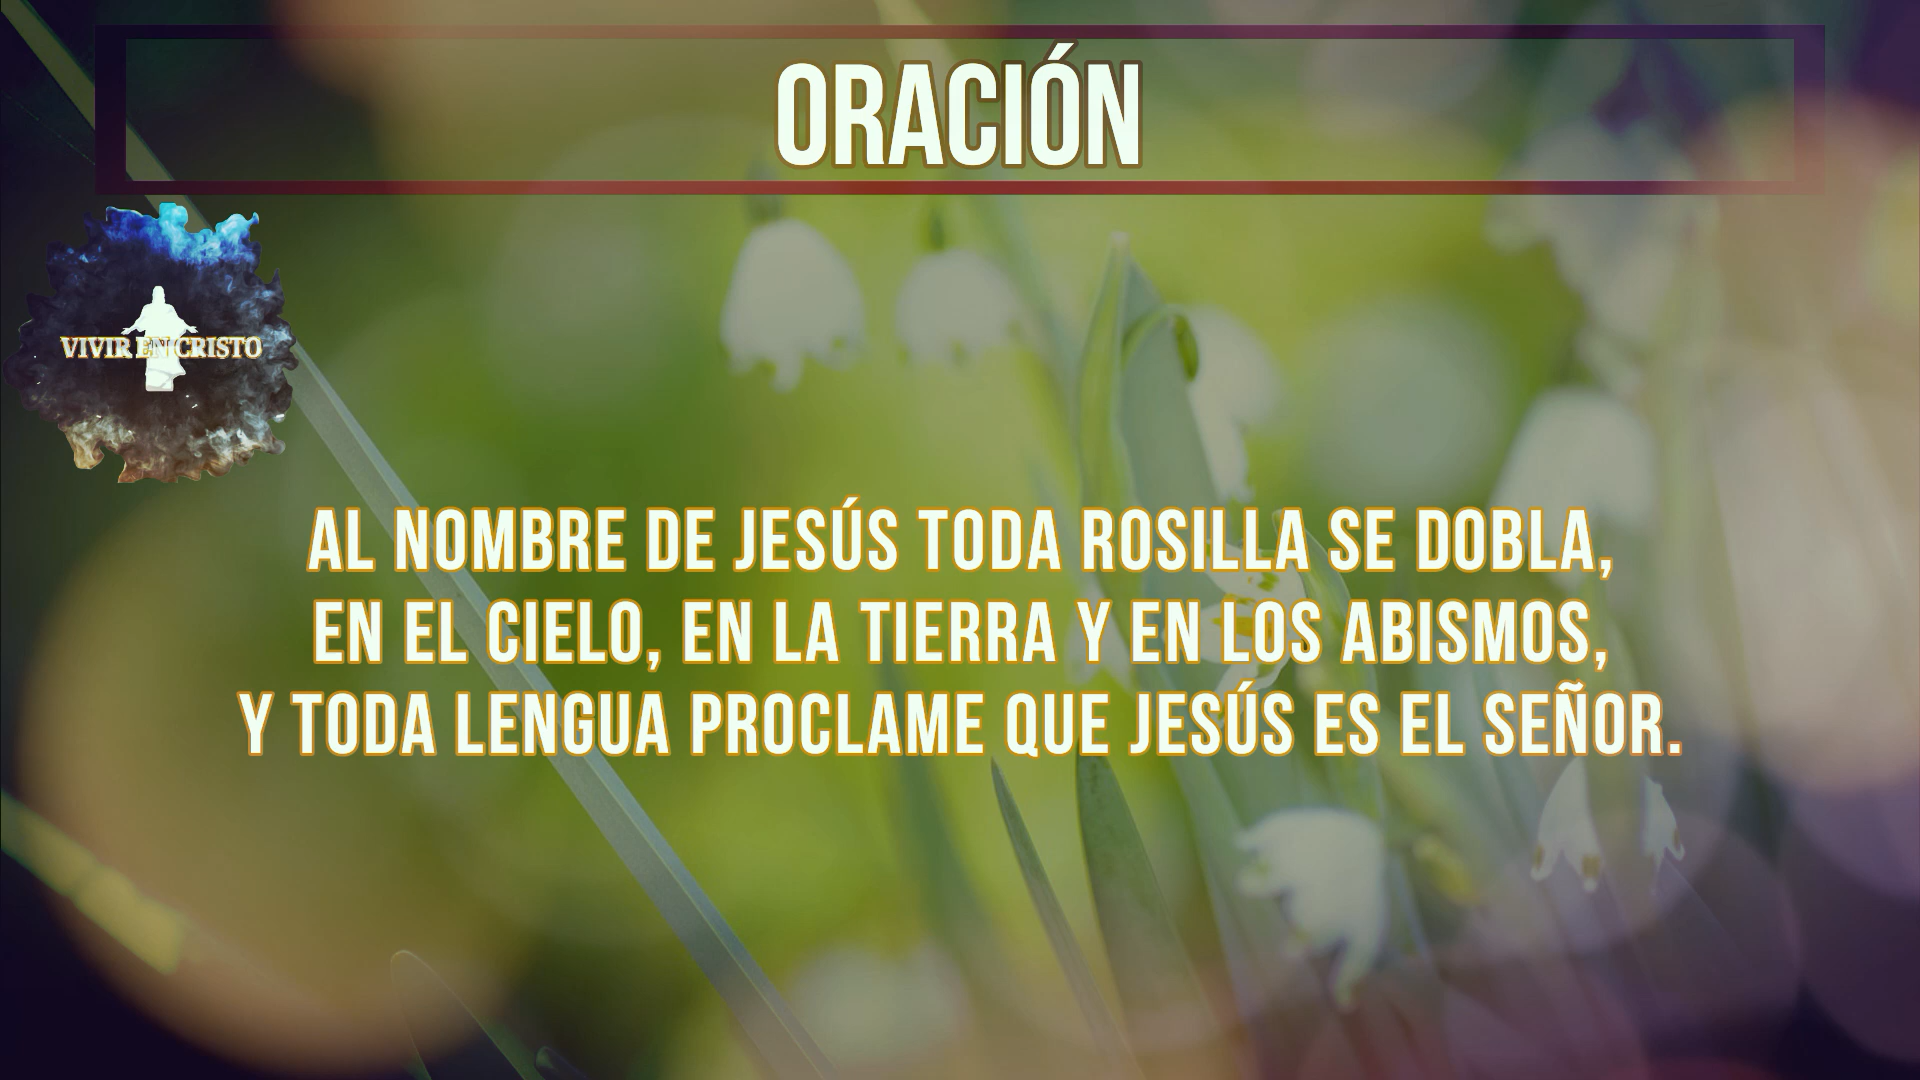 ORACIÓN
VIVIR EN CRISTO
AL NOMBRE DE JESÚS TODA ROSILLA SE DOBLA,
EN EL CIELO, EN LA TIERRA Y EN LOS ABISMOS,
Y TODA LENGUA PROCLAME QUE JESÚS ES EL SEÑOR.